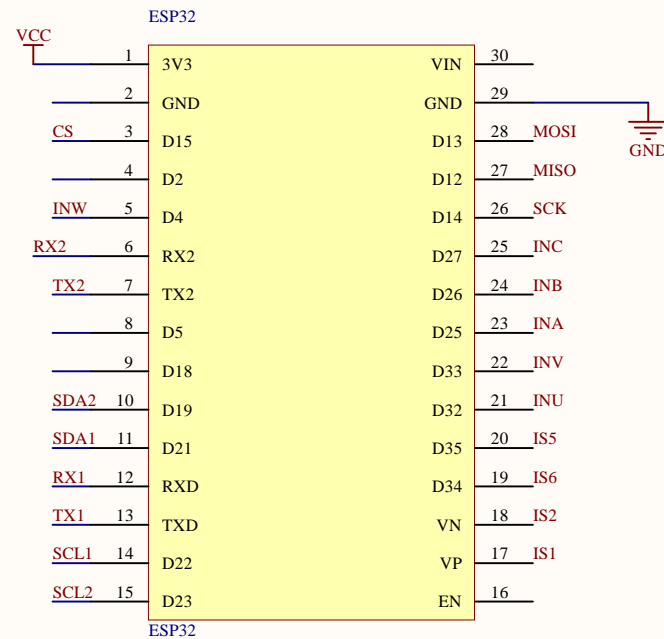 ESP32
VCC
1 3V3 VIN 30
2 GND GND 29
CS 3 D15 D13 28 MOSI
GND
4 D2 D12 27 MISO
INW 5 D4 D14 26 SCK
RX2 6 RX2 D27 25 INC
TX2 7 TX2 D26 24 INB
8 D5 D25 23 INA
9 D18 D33 22 INV
SDA2 10 D19 D32 21 INU
SDA1 11 D21 D35 20 IS5
RX1 12 RXD D34 19 IS6
TX1 13 TXD VN 18 IS2
SCL1 14 D22 VP 17 IS1
SCL2 15 D23 EN 16
ESP32